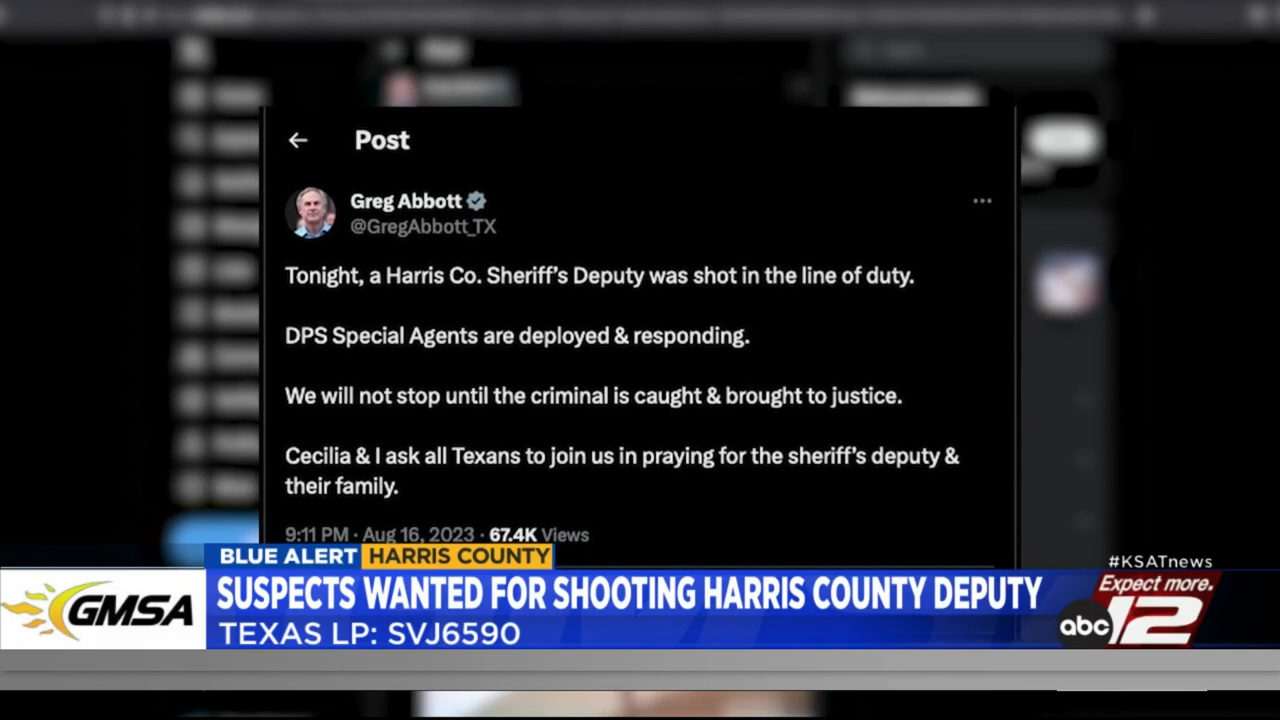 Post
Greg Abbott
@GregAbbott_TX
Tonight, a Harris Co. Sheriff's Deputy was shot in the line of duty.
DPS Special Agents are deployed & responding.
We will not stop until the criminal is caught & brought to justice.
Cecilia & I ask all Texans to join us in praying for the sheriff's deputy &
their family.
9:11 PM · Aug 16, 2023 · 67.4K Views
BLUE ALERT HARRIS COUNTY
#KSATnews
GMSA
SUSPECTS WANTED FOR SHOOTING HARRIS COUNTY DEPUTY
TEXAS LP: SVJ6590
Expect more.
abc 12